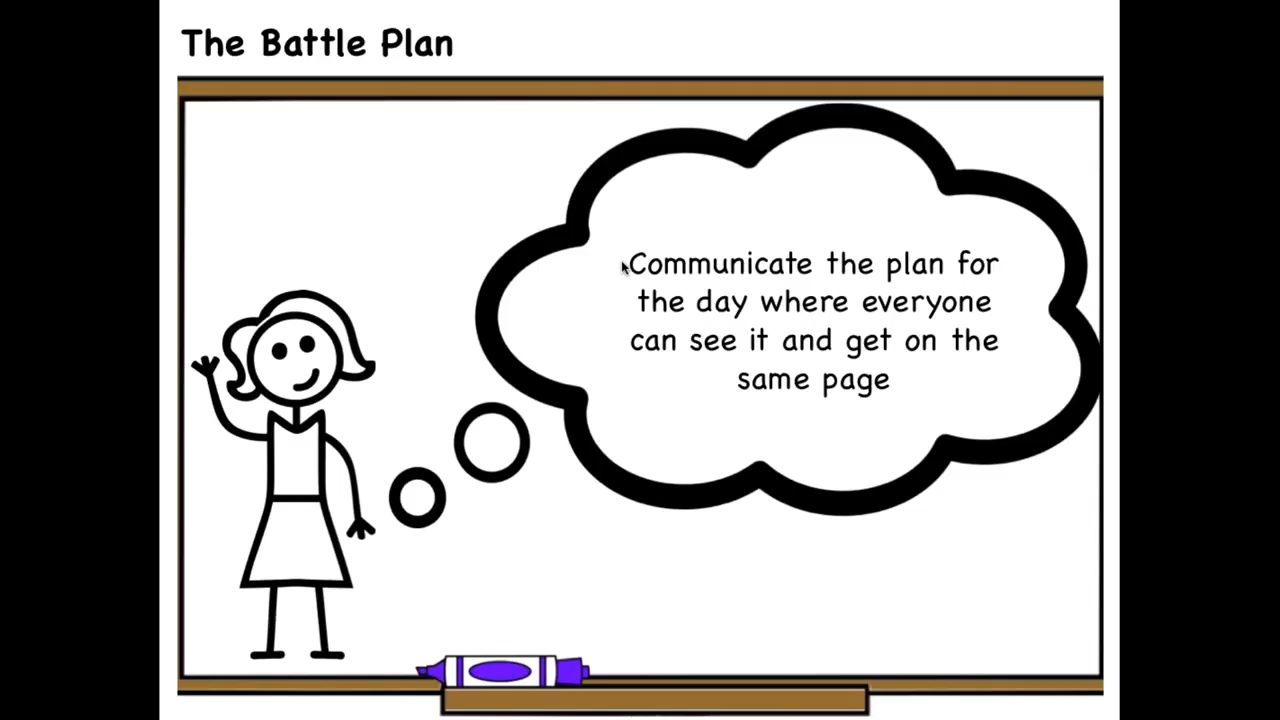 The Battle Plan
Communicate the plan for
the day where everyone
can see it and get on the
same page